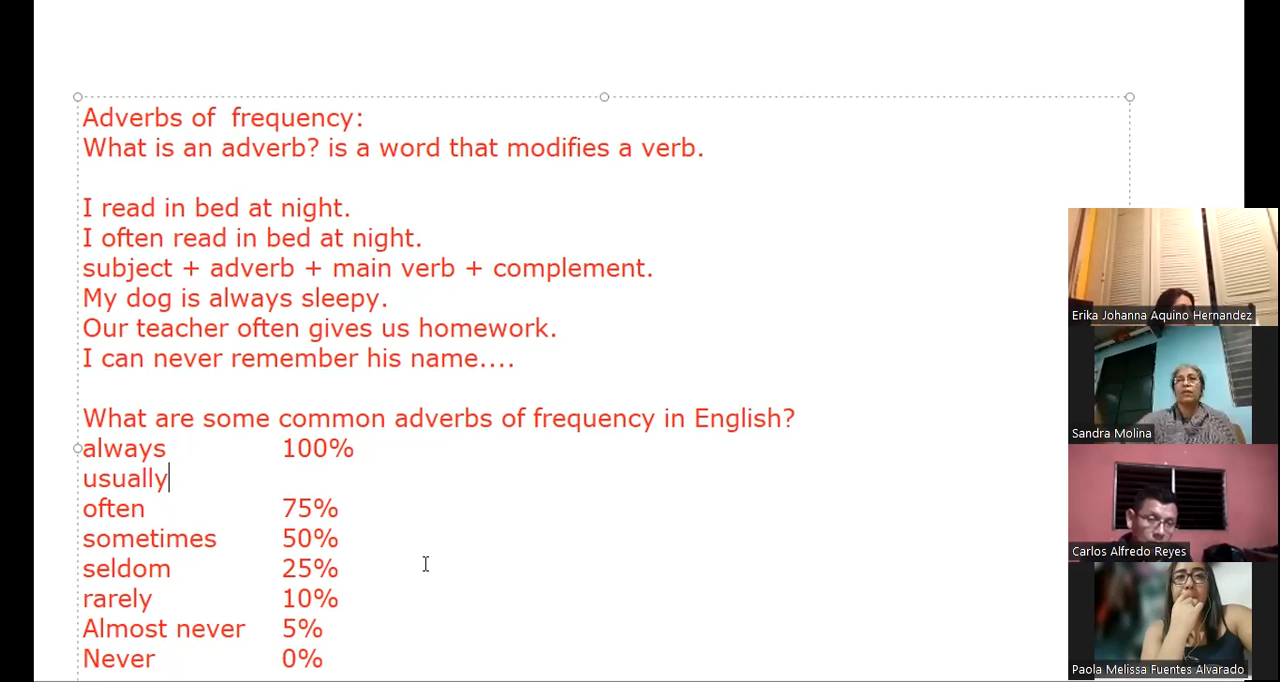 Adverbs of  frequency:
What is an adverb? is a word that modifies a verb.
I read in bed at night.
I often read in bed at night.
subject + adverb + main verb + complement.
My dog is always sleepy.
Our teacher often gives us homework.
I can never remember his name....
What are some common adverbs of frequency in English?
always 100%
usually
often 75%
sometimes 50%
seldom 25%
rarely 10%
Almost never 5%
Never 0%
Erika Johanna Aquino Hernandez
Sandra Molina
Carlos Alfredo Reyes
Paola Melissa Fuentes Alvarado